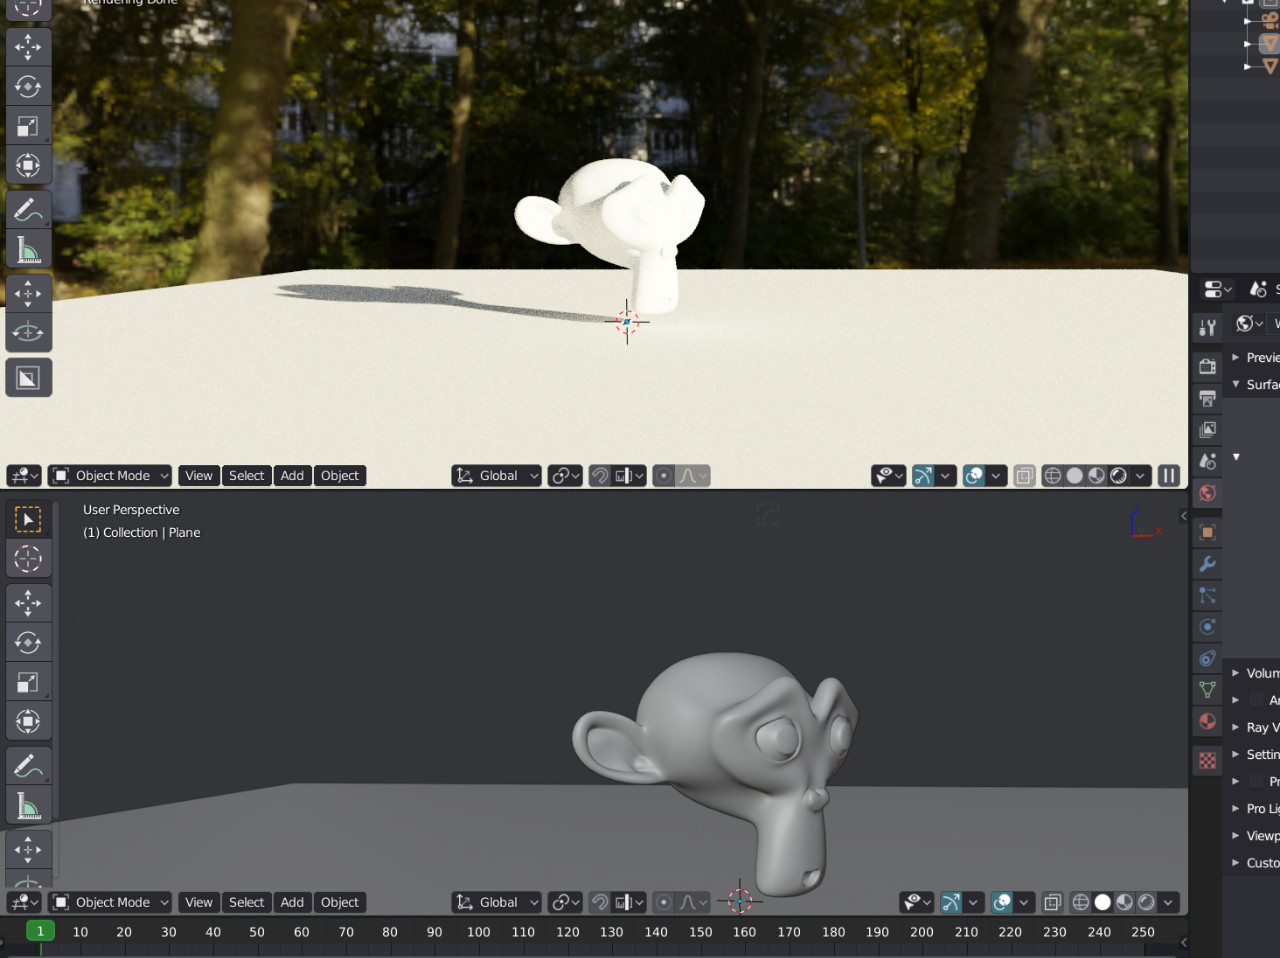 Rendering Done
Object Mode View Select Add Object Global
Previe
Surfa
User Perspective
(1) Collection | Plane
Z
X
Volum
Ray V
Settin
Pro Lig
Viewp
Custo
Object Mode View Select Add Object Global
1 10 20 30 40 50 60 70 80 90 100 110 120 130 140 150 160 170 180 190 200 210 220 230 240 250